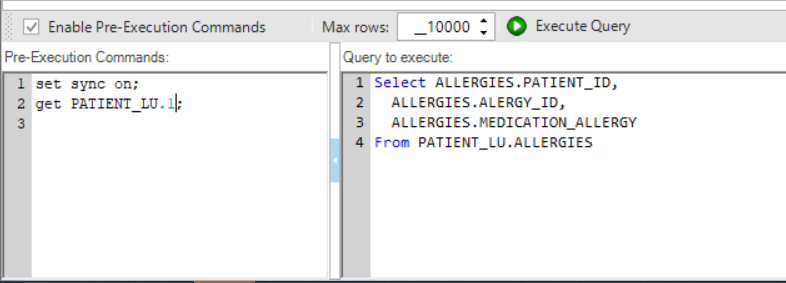 Enable Pre-Execution Commands Max rows: __10000 Execute Query
Pre-Execution Commands:
1 set sync on;
2 get PATIENT_LU.1;
3
Query to execute:
1 Select ALLERGIES.PATIENT_ID,
2 ALLERGIES.ALERGY_ID,
3 ALLERGIES.MEDICATION_ALLERGY
4 From PATIENT_LU.ALLERGIES